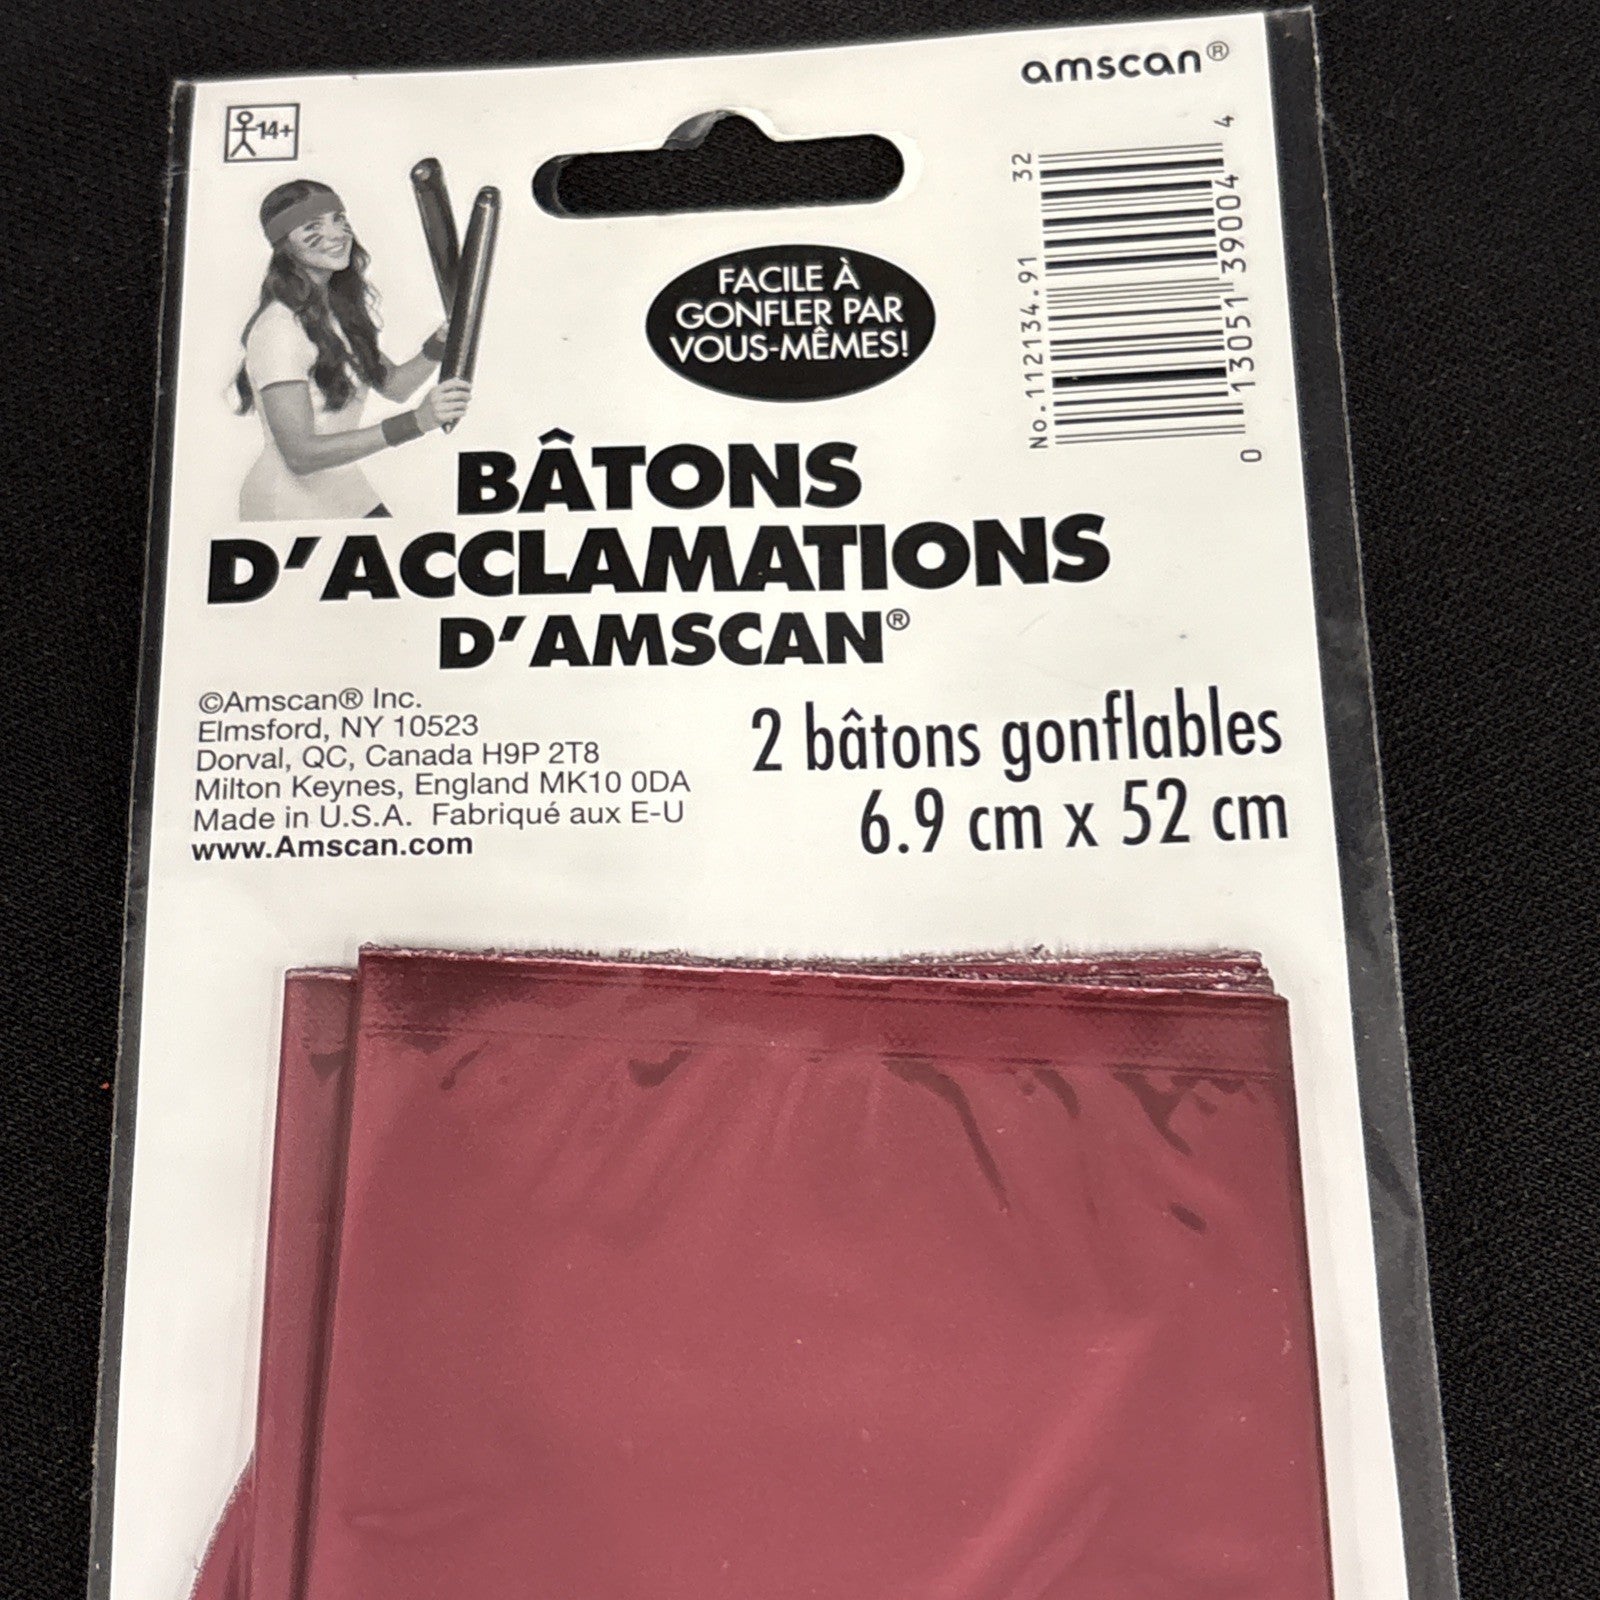 amscan®
14+
FACILE À
GONFLER PAR
VOUS-MÊMES!
No.112134.91 32
0 13051 39004 4
BÂTONS
D'ACCLAMATIONS
D'AMSCAN®
©Amscan® Inc.
Elmsford, NY 10523
Dorval, QC, Canada H9P 2T8
Milton Keynes, England MK10 0DA
Made in U.S.A. Fabriqué aux E-U
www.Amscan.com
2 bâtons gonflables
6.9 cm x 52 cm